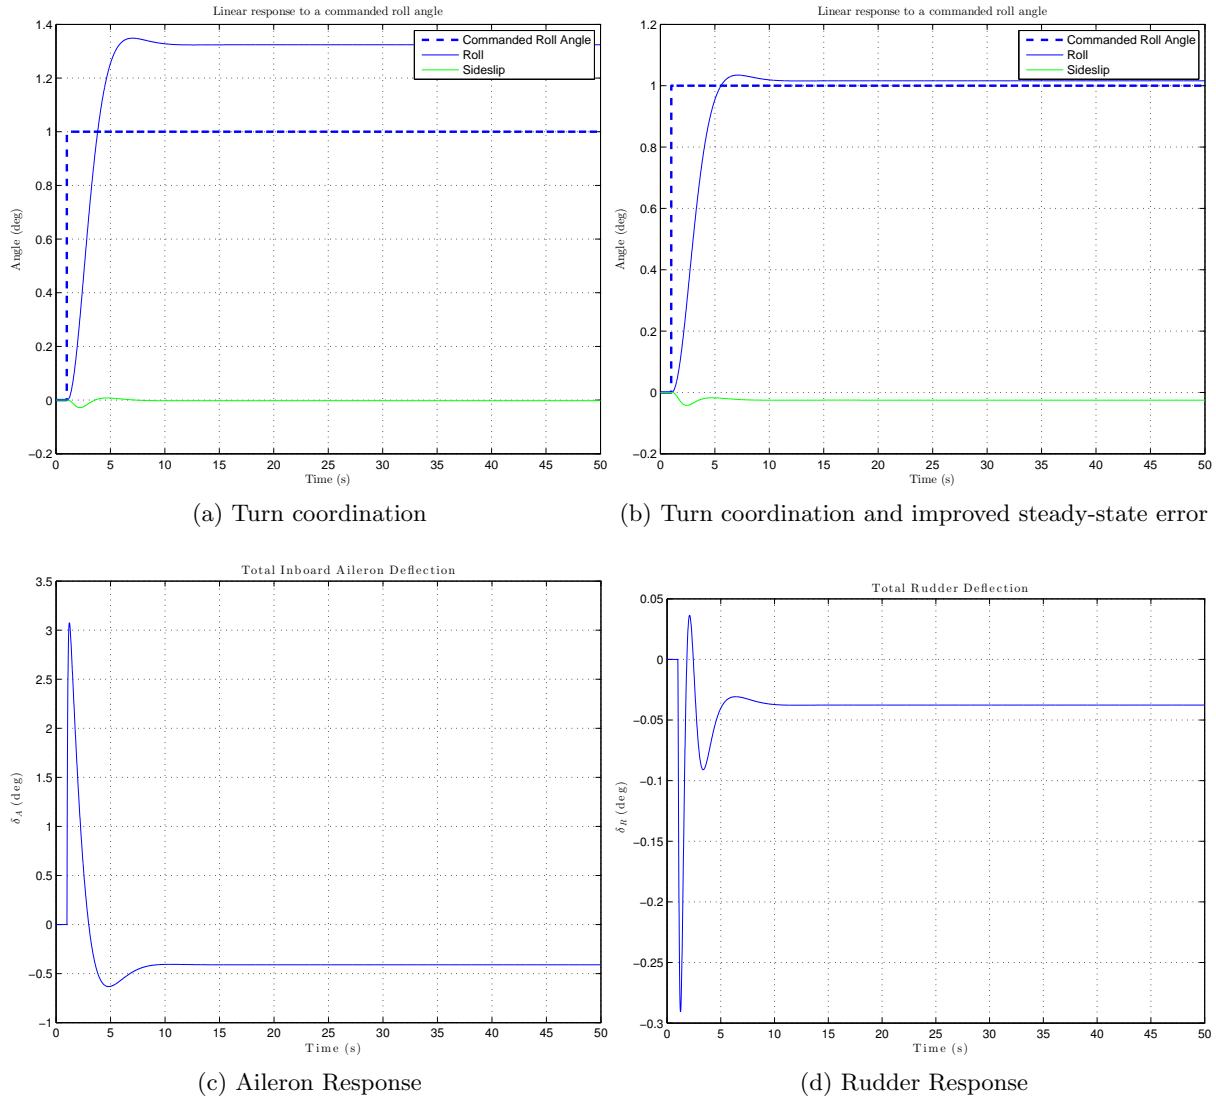 Linear response to a commanded roll angle
1.4
1.2
1
0.8
0.6
0.4
0.2
0
−0.2
Angle (deg)
Commanded Roll Angle
Roll
Sideslip
0 5 10 15 20 25 30 35 40 45 50
Time (s)
(a) Turn coordination
Linear response to a commanded roll angle
1.2
1
0.8
0.6
0.4
0.2
0
−0.2
Angle (deg)
Commanded Roll Angle
Roll
Sideslip
0 5 10 15 20 25 30 35 40 45 50
Time (s)
(b) Turn coordination and improved steady-state error
Total Inboard Aileron Deflection
3.5
3
2.5
2
1.5
1
0.5
0
−0.5
−1
δA (deg)
0 5 10 15 20 25 30 35 40 45 50
Time (s)
(c) Aileron Response
Total Rudder Deflection
0.05
0
−0.05
−0.1
−0.15
−0.2
−0.25
−0.3
δR (deg)
0 5 10 15 20 25 30 35 40 45 50
Time (s)
(d) Rudder Response